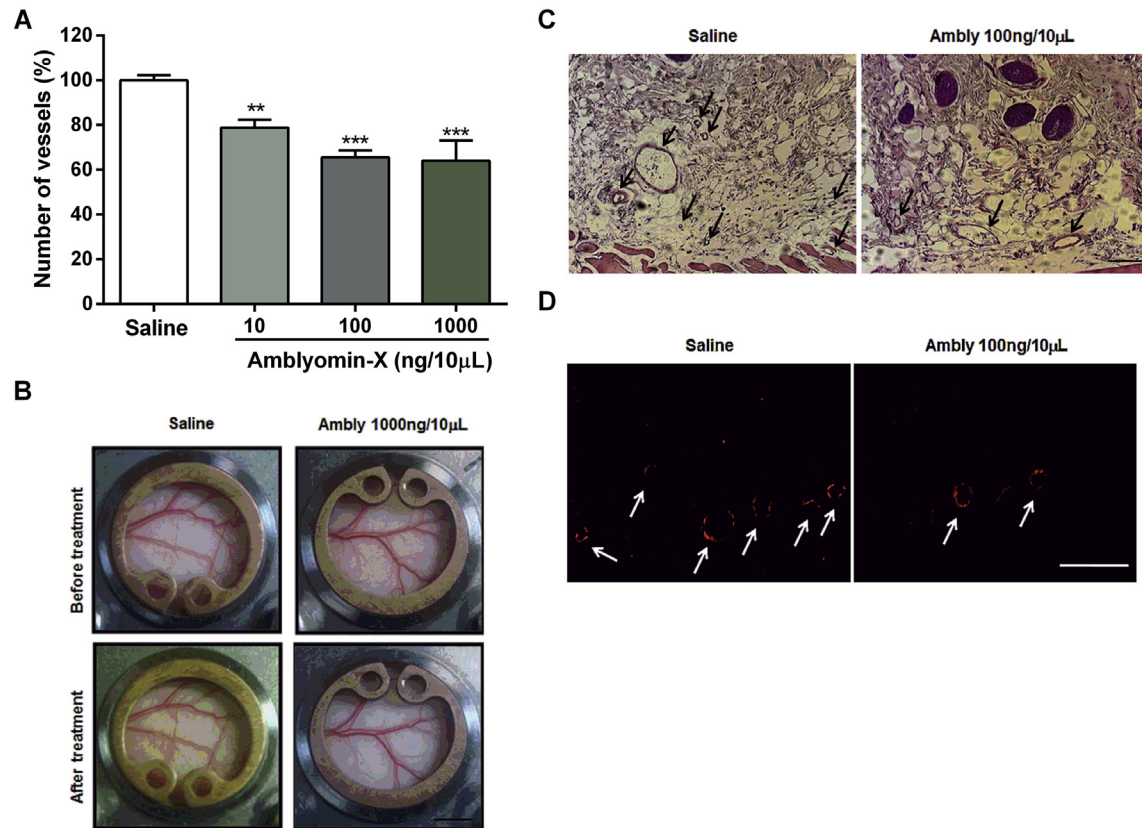 A
Number of vessels (%)
120
100
80
60
40
20
0
**
***
***
Saline
10
100
1000
Amblyomin-X (ng/10μL)
B
Saline
Ambly 1000ng/10μL
Before treatment
After treatment
C
Saline
Ambly 100ng/10μL
D
Saline
Ambly 100ng/10μL